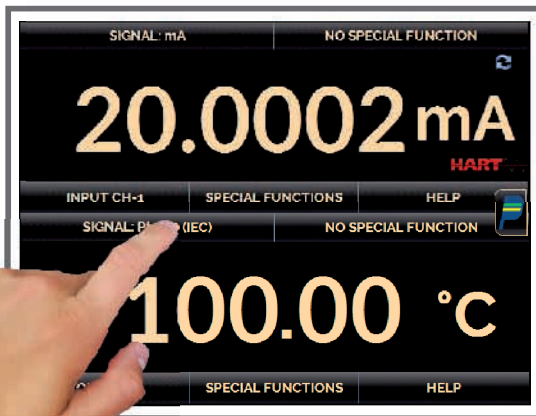 SIGNAL: mA NO SPECIAL FUNCTION
20.0002 mA
HART
INPUT CH-1 SPECIAL FUNCTIONS HELP
SIGNAL: (IEC) NO SPECIAL FUNCTION
100.00 °C
SPECIAL FUNCTIONS HELP